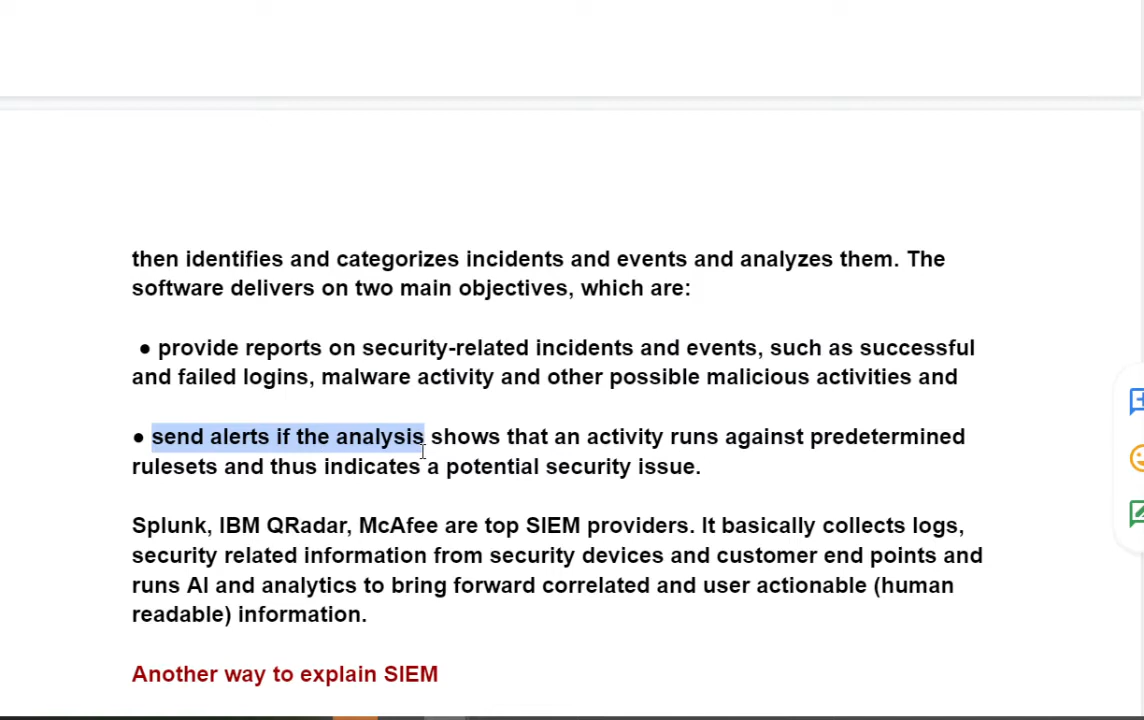 then identifies and categorizes incidents and events and analyzes them. The
software delivers on two main objectives, which are:
● provide reports on security-related incidents and events, such as successful
and failed logins, malware activity and other possible malicious activities and
● send alerts if the analysis shows that an activity runs against predetermined
rulesets and thus indicates a potential security issue.
Splunk, IBM QRadar, McAfee are top SIEM providers. It basically collects logs,
security related information from security devices and customer end points and
runs AI and analytics to bring forward correlated and user actionable (human
readable) information.
Another way to explain SIEM